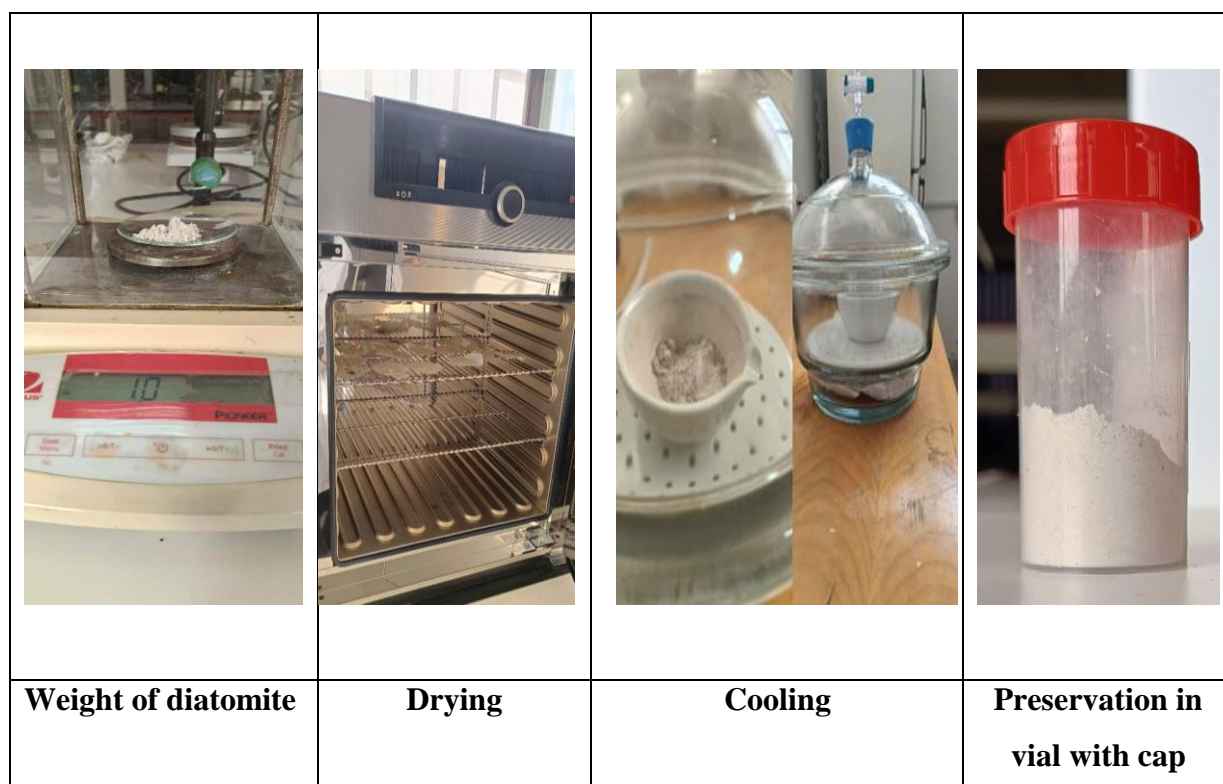 1.0
PIONEER
Weight of diatomite
Drying
Cooling
Preservation in
vial with cap